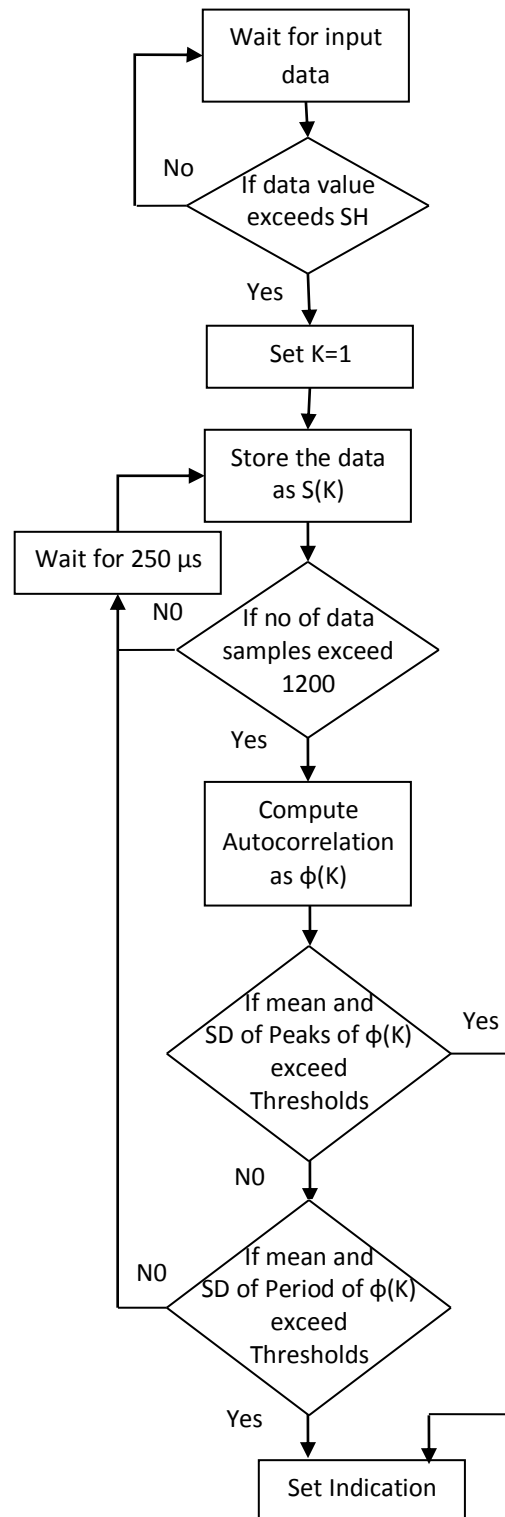 Wait for input
data
No
If data value
exceeds SH
Yes
Set K=1
Store the data
as S(K)
Wait for 250 µs
N0
If no of data
samples exceed
1200
Yes
Compute
Autocorrelation
as ϕ(K)
If mean and
SD of Peaks of ϕ(K)
exceed
Thresholds
Yes
N0
If mean and
SD of Period of ϕ(K)
exceed
Thresholds
N0
Yes
Set Indication